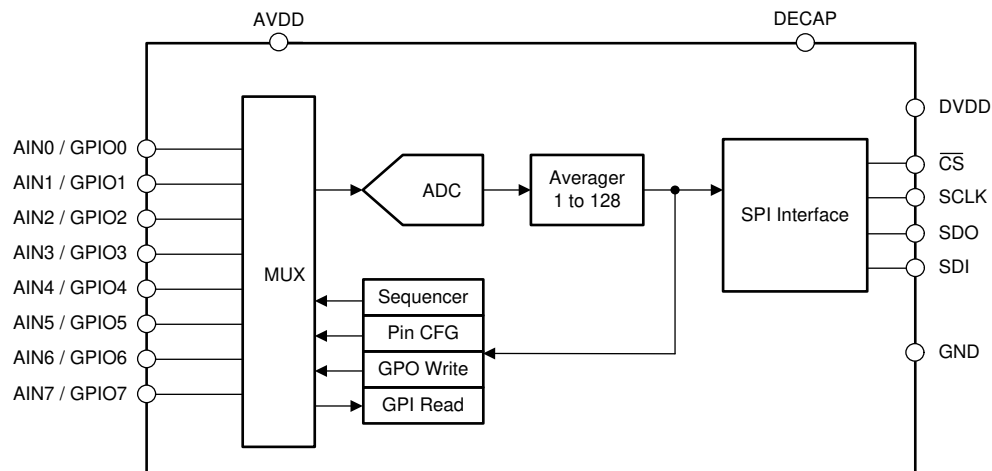 AVDD
DECAP
AIN0 / GPIO0
AIN1 / GPIO1
AIN2 / GPIO2
AIN3 / GPIO3
AIN4 / GPIO4
AIN5 / GPIO5
AIN6 / GPIO6
AIN7 / GPIO7
MUX
ADC
Averager
1 to 128
Sequencer
Pin CFG
GPO Write
GPI Read
SPI Interface
DVDD
C̅S̅
SCLK
SDO
SDI
GND